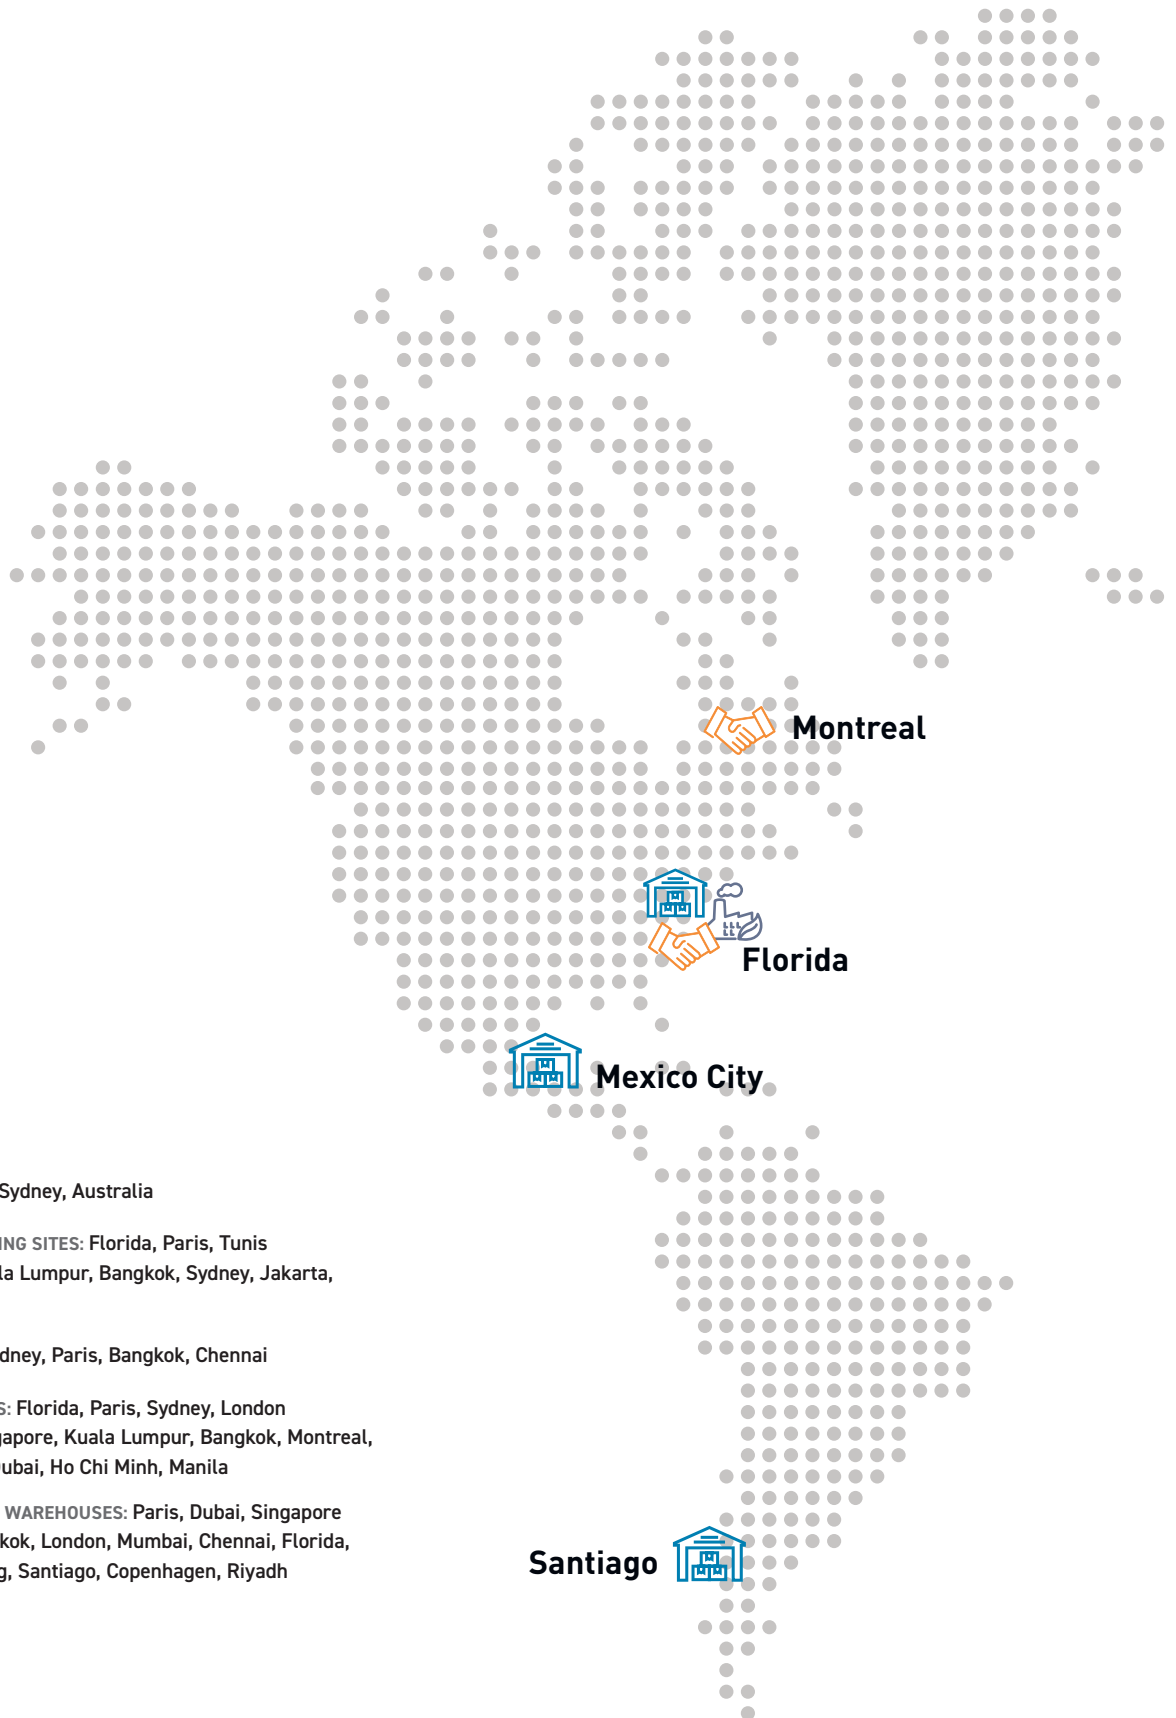 Montreal
Florida
Mexico City
Sydney, Australia
ING SITES: Florida, Paris, Tunis
la Lumpur, Bangkok, Sydney, Jakarta,
dney, Paris, Bangkok, Chennai
S: Florida, Paris, Sydney, London
gapore, Kuala Lumpur, Bangkok, Montreal,
Dubai, Ho Chi Minh, Manila
WAREHOUSES: Paris, Dubai, Singapore
kok, London, Mumbai, Chennai, Florida,
g, Santiago, Copenhagen, Riyadh
Santiago